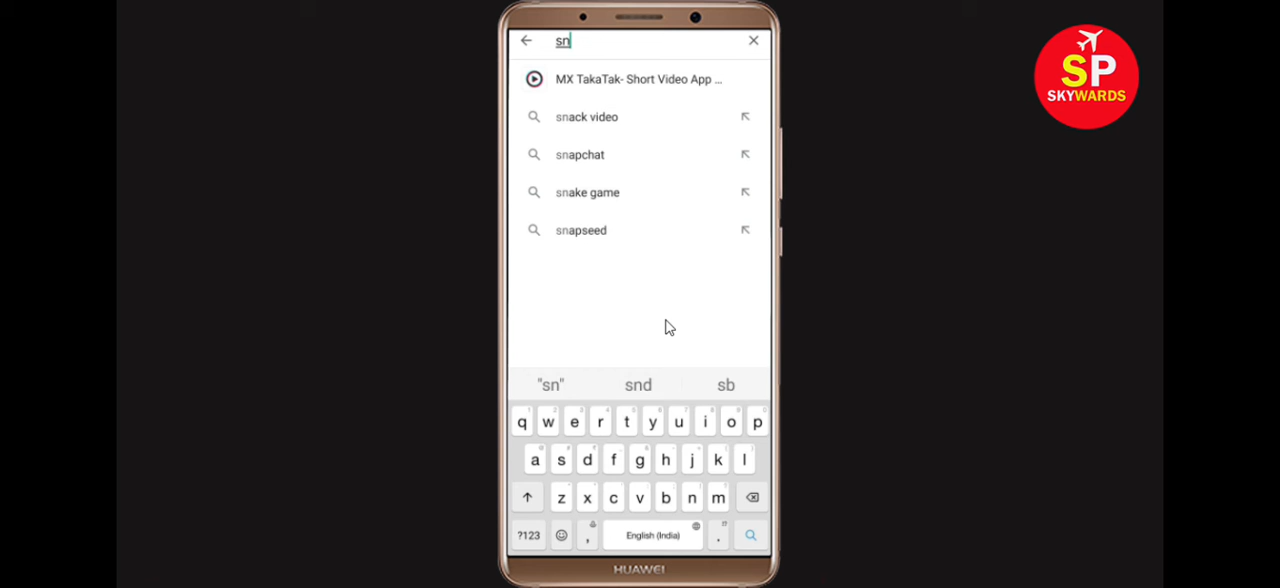 sn
MX TakaTak- Short Video App ...
snack video
snapchat
snake game
snapseed
"sn" snd sb
q w e r t y u i o p
a s d f g h j k l
z x c v b n m
?123 , English (India) .
HUAWEI
SP
SKYWARDS